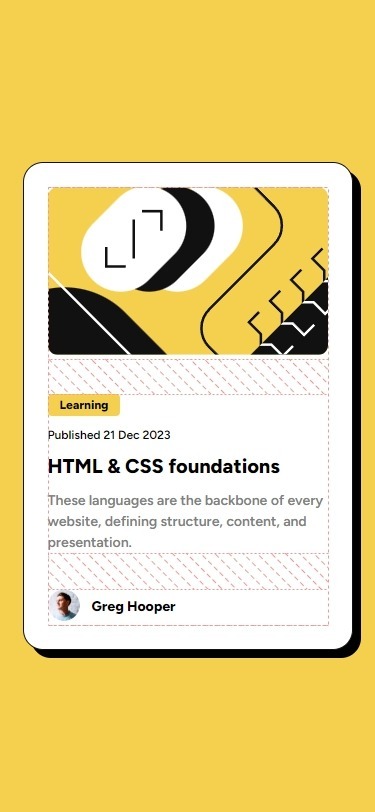 Learning
Published 21 Dec 2023
HTML & CSS foundations
These languages are the backbone of every
website, defining structure, content, and
presentation.
Greg Hooper